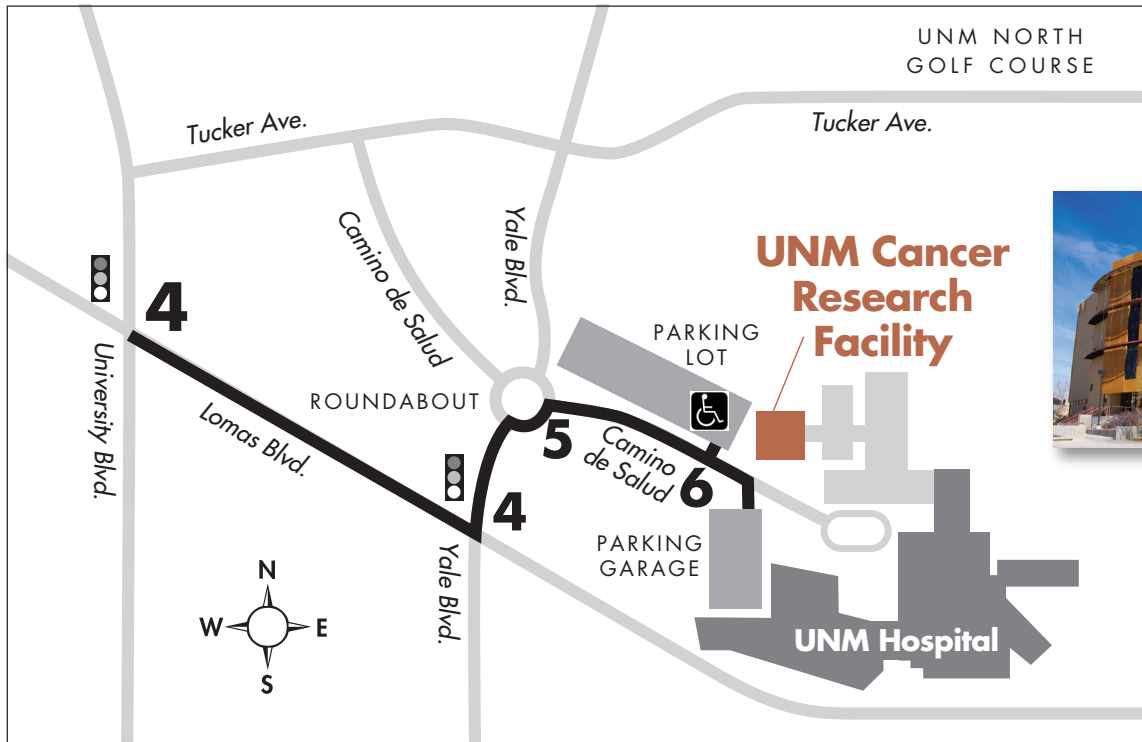 UNM NORTH
GOLF COURSE
Tucker Ave.
Tucker Ave.
Camino de Salud
Yale Blvd.
UNM Cancer
Research
Facility
PARKING
LOT
4
University Blvd.
Lomas Blvd.
ROUNDABOUT
5
Camino
de Salud
6
4
Yale Blvd.
PARKING
GARAGE
N
W
E
S
UNM Hospital